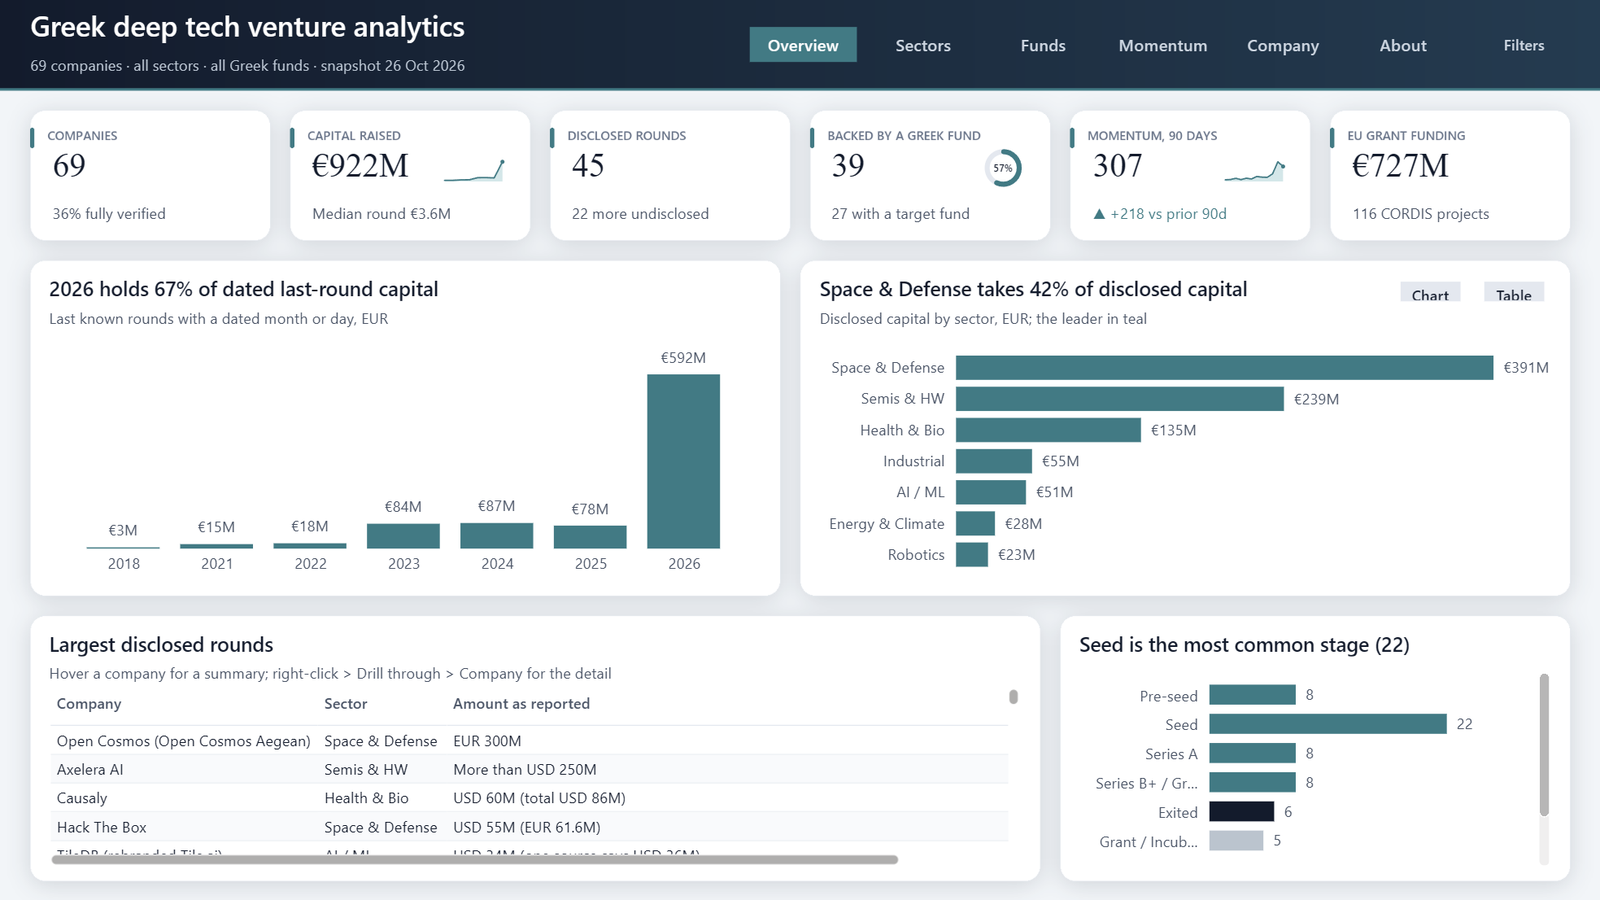 Greek deep tech venture analytics
69 companies · all sectors · all Greek funds · snapshot 26 Oct 2026
Overview
Sectors
Funds
Momentum
Company
About
Filters
COMPANIES
69
36% fully verified
CAPITAL RAISED
€922M
Median round €3.6M
DISCLOSED ROUNDS
45
22 more undisclosed
BACKED BY A GREEK FUND
39
57%
27 with a target fund
MOMENTUM, 90 DAYS
307
▲ +218 vs prior 90d
EU GRANT FUNDING
€727M
116 CORDIS projects
2026 holds 67% of dated last-round capital
Last known rounds with a dated month or day, EUR
€3M
€15M
€18M
€84M
€87M
€78M
€592M
2018
2021
2022
2023
2024
2025
2026
Space & Defense takes 42% of disclosed capital
Chart
Table
Disclosed capital by sector, EUR; the leader in teal
Space & Defense €391M
Semis & HW €239M
Health & Bio €135M
Industrial €55M
AI / ML €51M
Energy & Climate €28M
Robotics €23M
Largest disclosed rounds
Hover a company for a summary; right-click > Drill through > Company for the detail
Company Sector Amount as reported
Open Cosmos (Open Cosmos Aegean) Space & Defense EUR 300M
Axelera AI Semis & HW More than USD 250M
Causaly Health & Bio USD 60M (total USD 86M)
Hack The Box Space & Defense USD 55M (EUR 61.6M)
Seed is the most common stage (22)
Pre-seed 8
Seed 22
Series A 8
Series B+ / Gr... 8
Exited 6
Grant / Incub... 5